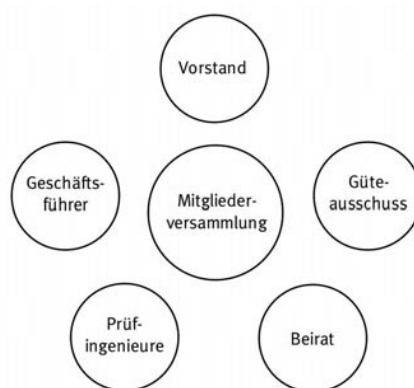 Vorstand
Geschäfts-
führer
Mitglieder-
versammlung
Güte-
ausschuss
Prüf-
ingenieure
Beirat